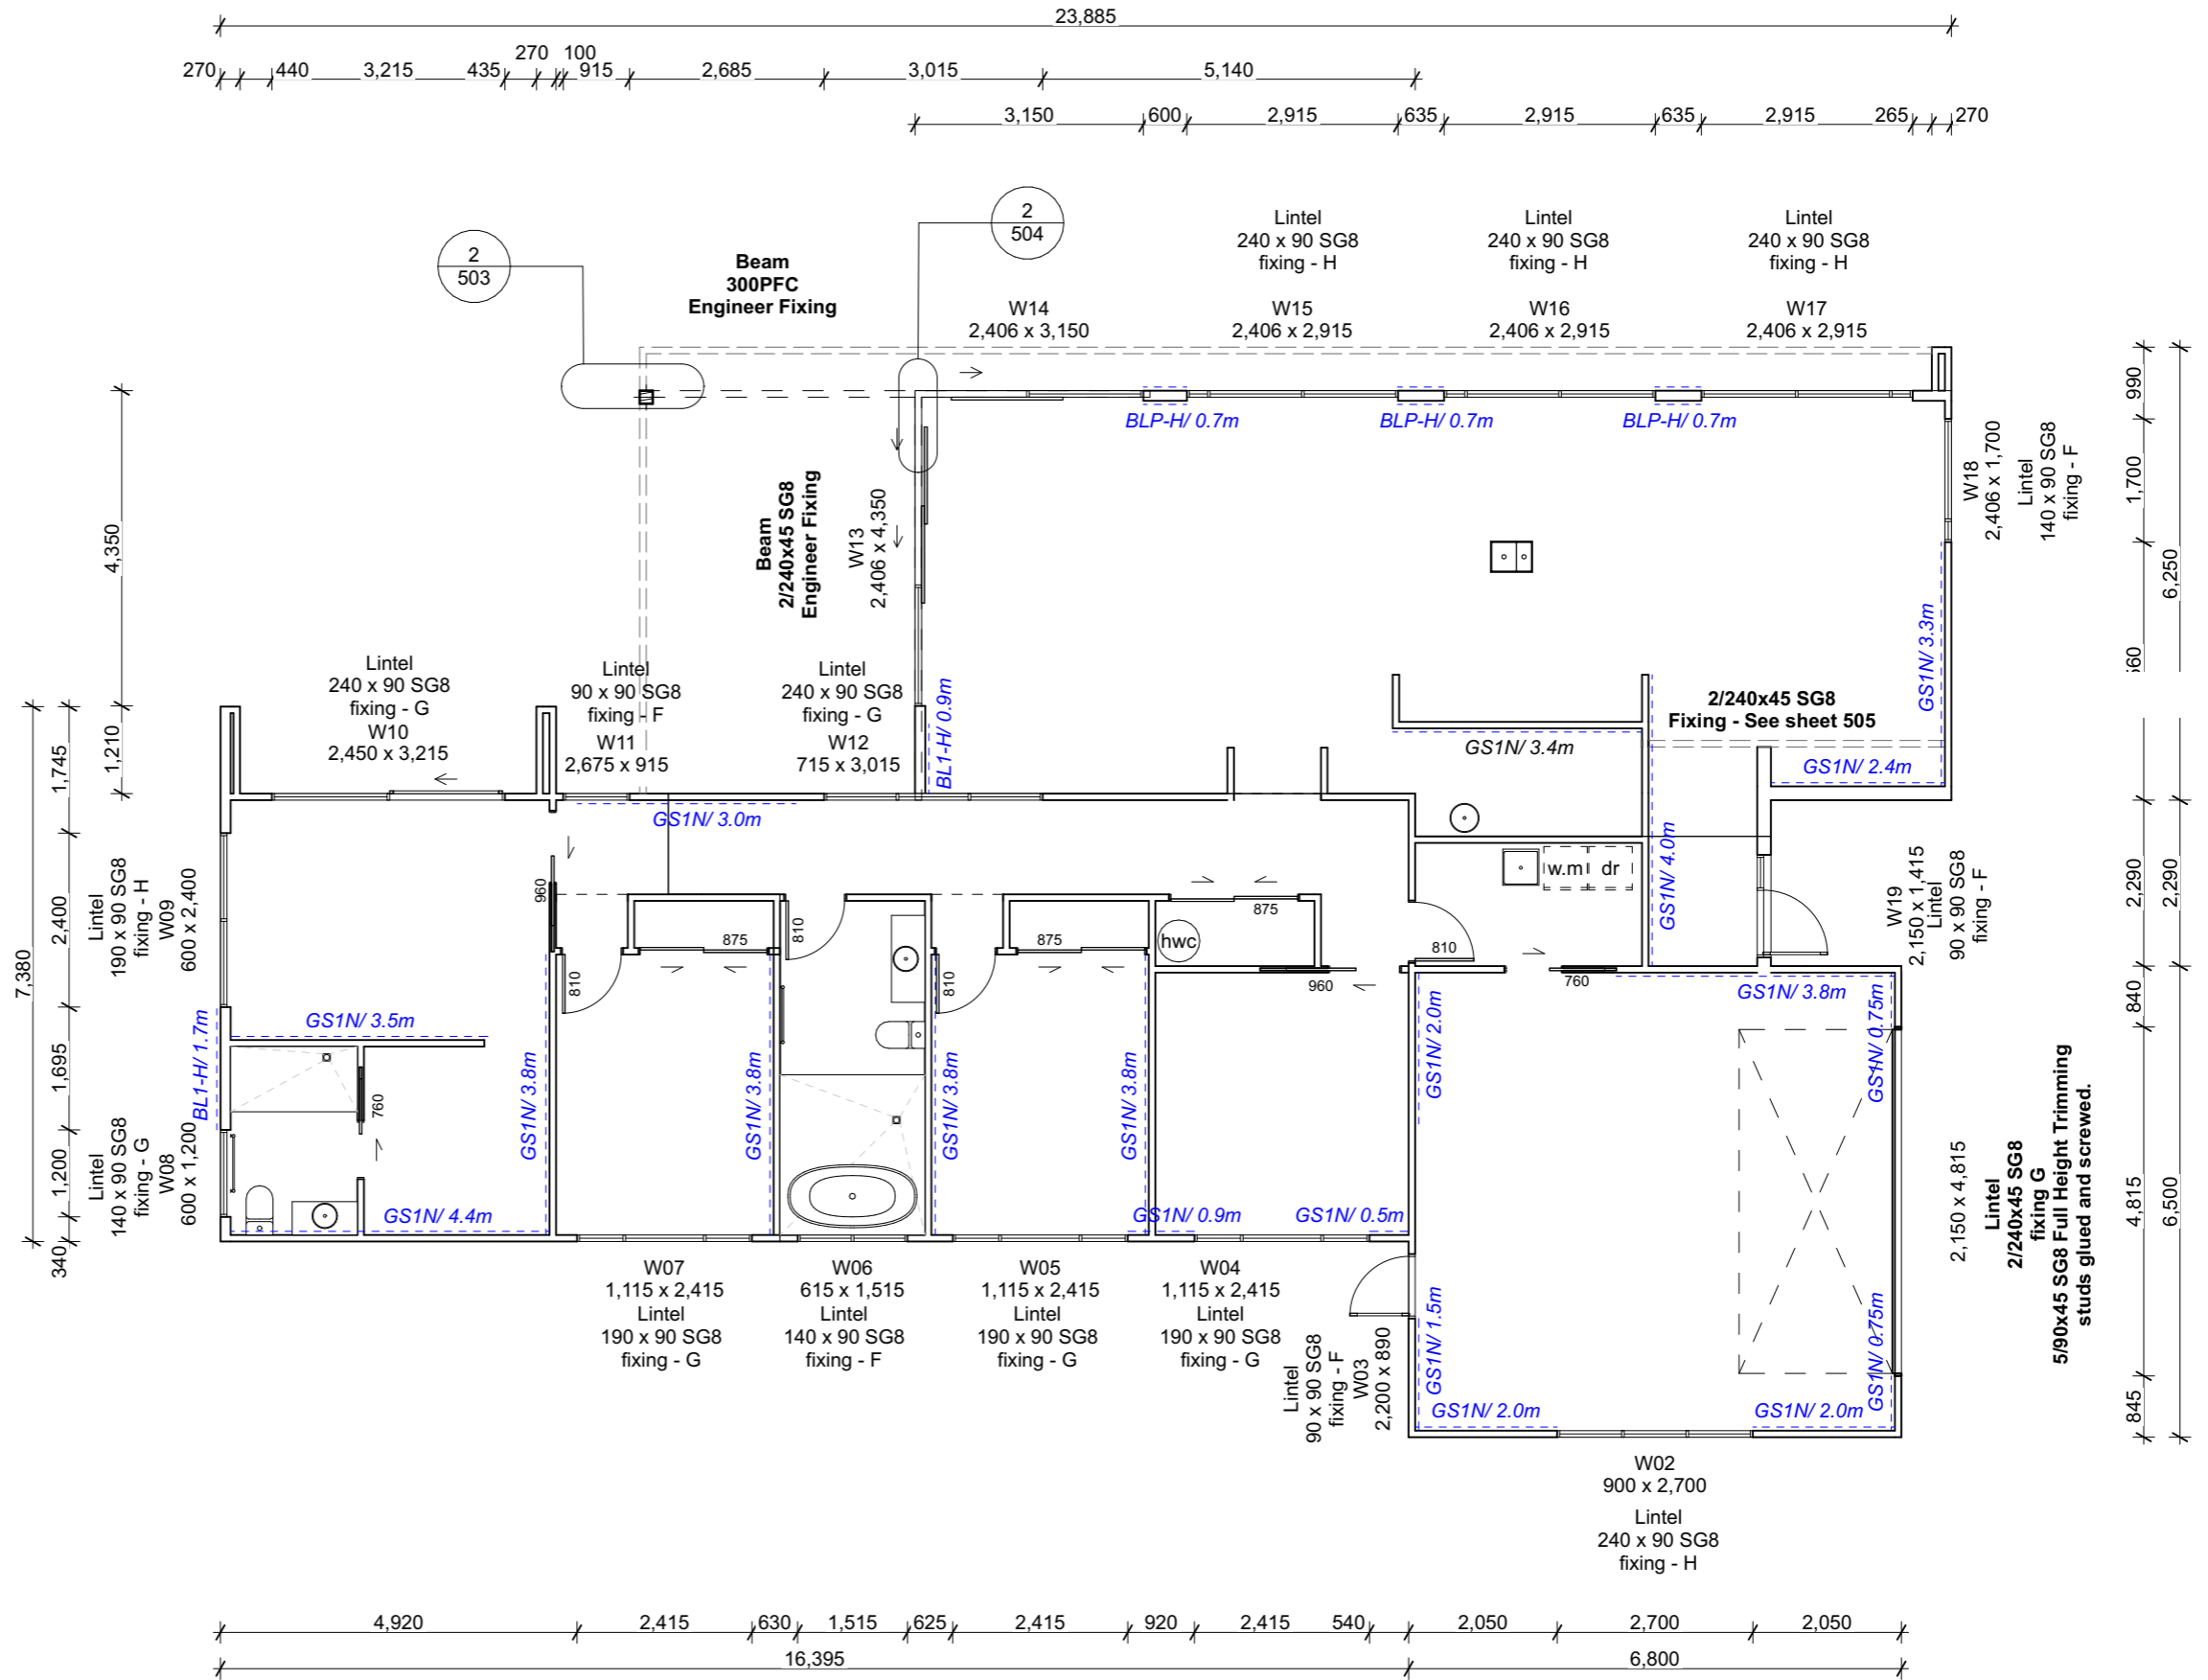 23,885
270 100
270 440 3,215 435 915 2,685 3,015 5,140
3,150 600 2,915 635 2,915 635 2,915 265 270
2
504
2
503
Beam
300PFC
Engineer Fixing
Lintel
240 x 90 SG8
fixing - H
Lintel
240 x 90 SG8
fixing - H
Lintel
240 x 90 SG8
fixing - H
W14
2,406 x 3,150
W15
2,406 x 2,915
W16
2,406 x 2,915
W17
2,406 x 2,915
BLP-H/ 0.7m
BLP-H/ 0.7m
BLP-H/ 0.7m
W18
2,406 x 1,700
Lintel
140 x 90 SG8
fixing - F
990
1,700
6,250
4,350
Beam
2/240x45 SG8
Engineer Fixing
W13
2,406 x 4,350
GS1N/ 3.3m
Lintel
240 x 90 SG8
fixing - G
W10
2,450 x 3,215
Lintel
90 x 90 SG8
fixing - F
W11
2,675 x 915
Lintel
240 x 90 SG8
fixing - G
W12
715 x 3,015
BL1-H/ 0.9m
2/240x45 SG8
Fixing - See sheet 505
GS1N/ 3.4m
GS1N/ 2.4m
GS1N/ 3.0m
GS1N/ 4.0m
1,210
1,745
2,400
7,380
1,695
1,200
340
Lintel
190 x 90 SG8
fixing - H
W09
600 x 2,400
BL1-H/ 1.7m
Lintel
140 x 90 SG8
fixing - G
W08
600 x 1,200
960
810
875
810
875
810
hwc
875
960
w.m dr
810
760
W19
2,150 x 1,415
Lintel
90 x 90 SG8
fixing - F
2,290
2,290
840
4,815
6,500
845
GS1N/ 3.5m
760
GS1N/ 4.4m
GS1N/ 3.8m
GS1N/ 3.8m
GS1N/ 3.8m
GS1N/ 3.8m
GS1N/ 0.9m
GS1N/ 0.5m
GS1N/ 2.0m
GS1N/ 3.8m
GS1N/ 0.75m
GS1N/ 0.75m
GS1N/ 1.5m
GS1N/ 2.0m
GS1N/ 2.0m
2,150 x 4,815
Lintel
2/240x45 SG8
fixing G
5/90x45 SG8 Full Height Trimming
studs glued and screwed.
W07
1,115 x 2,415
Lintel
190 x 90 SG8
fixing - G
W06
615 x 1,515
Lintel
140 x 90 SG8
fixing - F
W05
1,115 x 2,415
Lintel
190 x 90 SG8
fixing - G
W04
1,115 x 2,415
Lintel
190 x 90 SG8
fixing - G
Lintel
90 x 90 SG8
fixing - F
W03
2,200 x 890
W02
900 x 2,700
Lintel
240 x 90 SG8
fixing - H
4,920 2,415 630 1,515 625 2,415 920 2,415 540 2,050 2,700 2,050
16,395 6,800